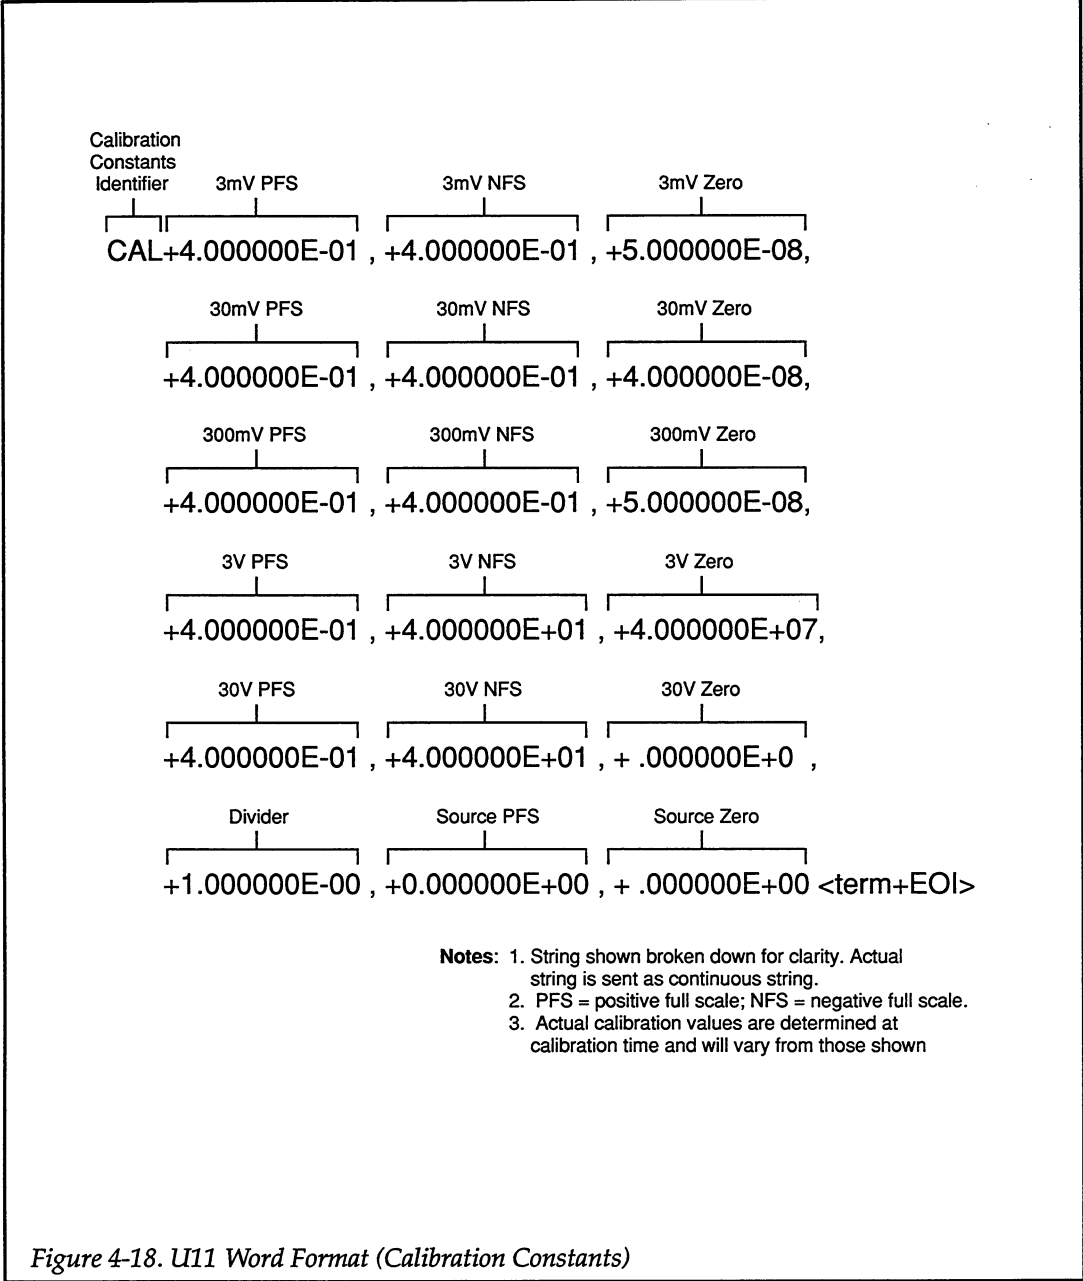 Calibration
Constants
Identifier
3mV PFS 3mV NFS 3mV Zero
CAL+4.000000E-01 , +4.000000E-01 , +5.000000E-08,
30mV PFS 30mV NFS 30mV Zero
+4.000000E-01 , +4.000000E-01 , +4.000000E-08,
300mV PFS 300mV NFS 300mV Zero
+4.000000E-01 , +4.000000E-01 , +5.000000E-08,
3V PFS 3V NFS 3V Zero
+4.000000E-01 , +4.000000E+01 , +4.000000E+07,
30V PFS 30V NFS 30V Zero
+4.000000E-01 , +4.000000E+01 , + .000000E+0 ,
Divider Source PFS Source Zero
+1.000000E-00 , +0.000000E+00 , + .000000E+00 <term+EOI>
Notes: 1. String shown broken down for clarity. Actual
string is sent as continuous string.
2. PFS = positive full scale; NFS = negative full scale.
3. Actual calibration values are determined at
calibration time and will vary from those shown
Figure 4-18. U11 Word Format (Calibration Constants)